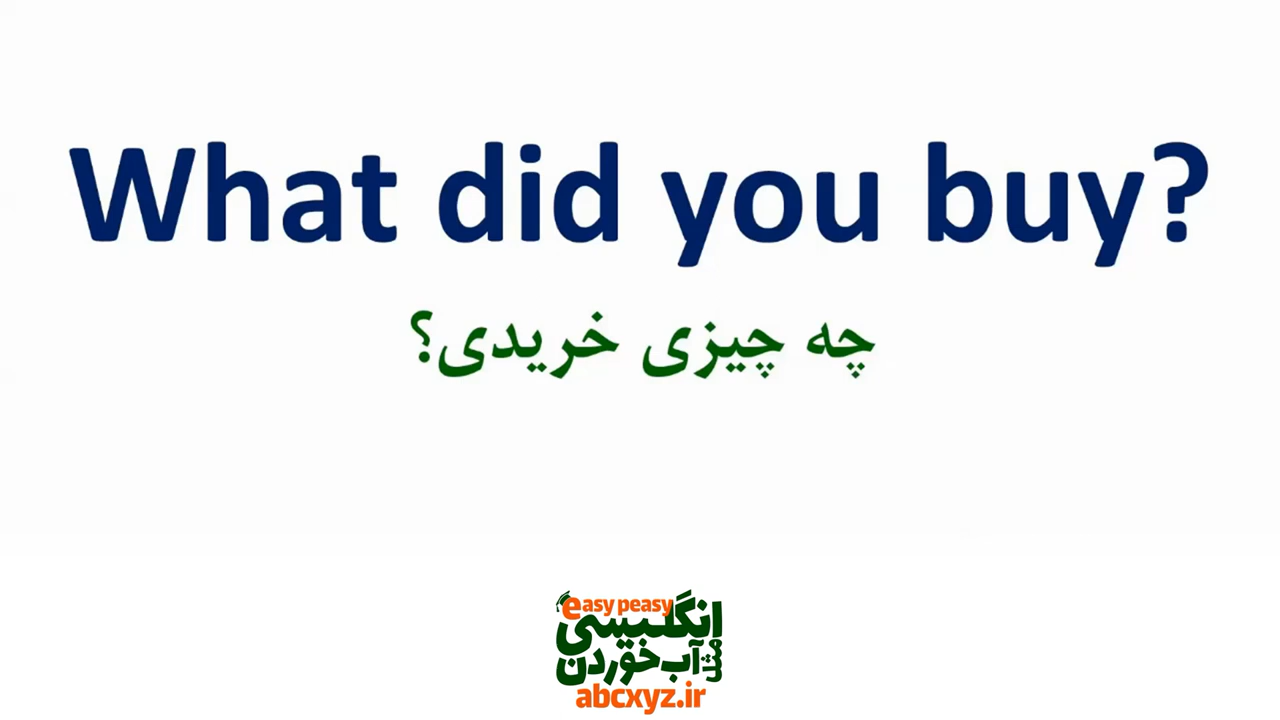 What did you buy?
چه چیزی خریدی؟
easy peasy
انگلیسی
مثل آب خوردن
abcxyz.ir